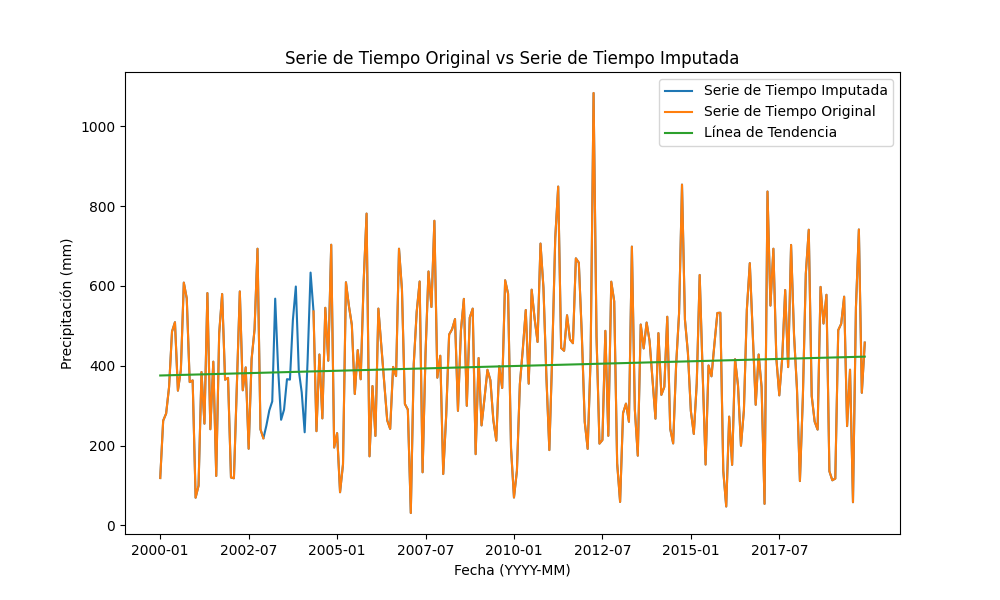 Serie de Tiempo Original vs Serie de Tiempo Imputada
Serie de Tiempo Imputada
Serie de Tiempo Original
Línea de Tendencia
Precipitación (mm)
1000
800
600
400
200
0
2000-01 2002-07 2005-01 2007-07 2010-01 2012-07 2015-01 2017-07
Fecha (YYYY-MM)